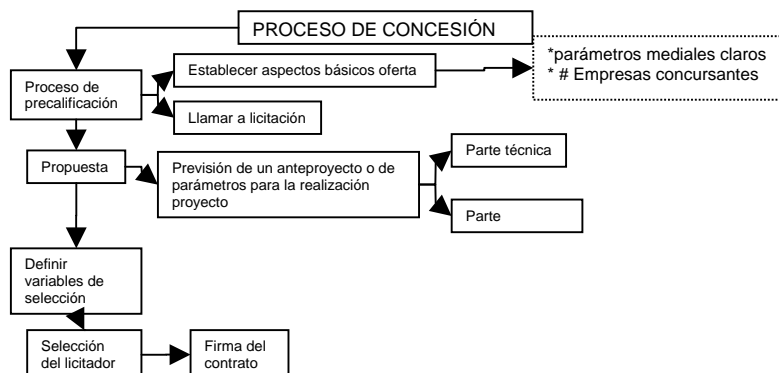 PROCESO DE CONCESIÓN
*parámetros mediales claros
* # Empresas concursantes
Establecer aspectos básicos oferta
Proceso de
precalificación
Llamar a licitación
Propuesta
Previsión de un anteproyecto o de
parámetros para la realización
proyecto
Parte técnica
Parte
Definir
variables de
selección
Selección
del licitador
Firma del
contrato